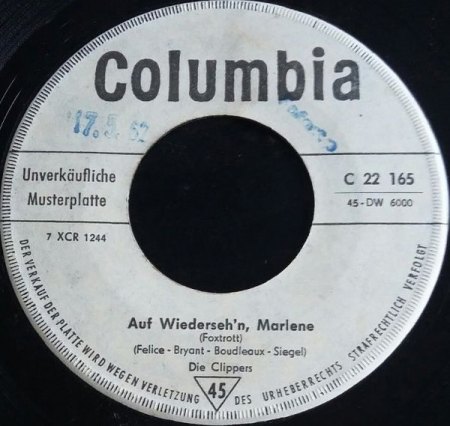 Columbia
17.5.62
Unverkäufliche
Musterplatte
C 22 165
45-DW 6000
7 XCR 1244
Auf Wiederseh'n, Marlene
(Foxtrott)
(Felice - Bryant - Boudleaux - Siegel)
Die Clippers
45
DER VERKAUF DER PLATTE WIRD WEGEN VERLETZUNG DES URHEBERRECHTS STRAFRECHTLICH VERFOLGT